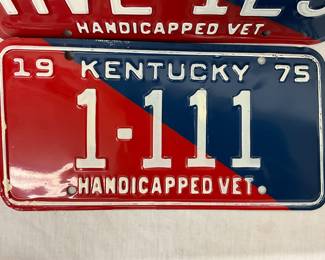 HANDICAPPED VET
19 KENTUCKY 75
1-111
HANDICAPPED VET